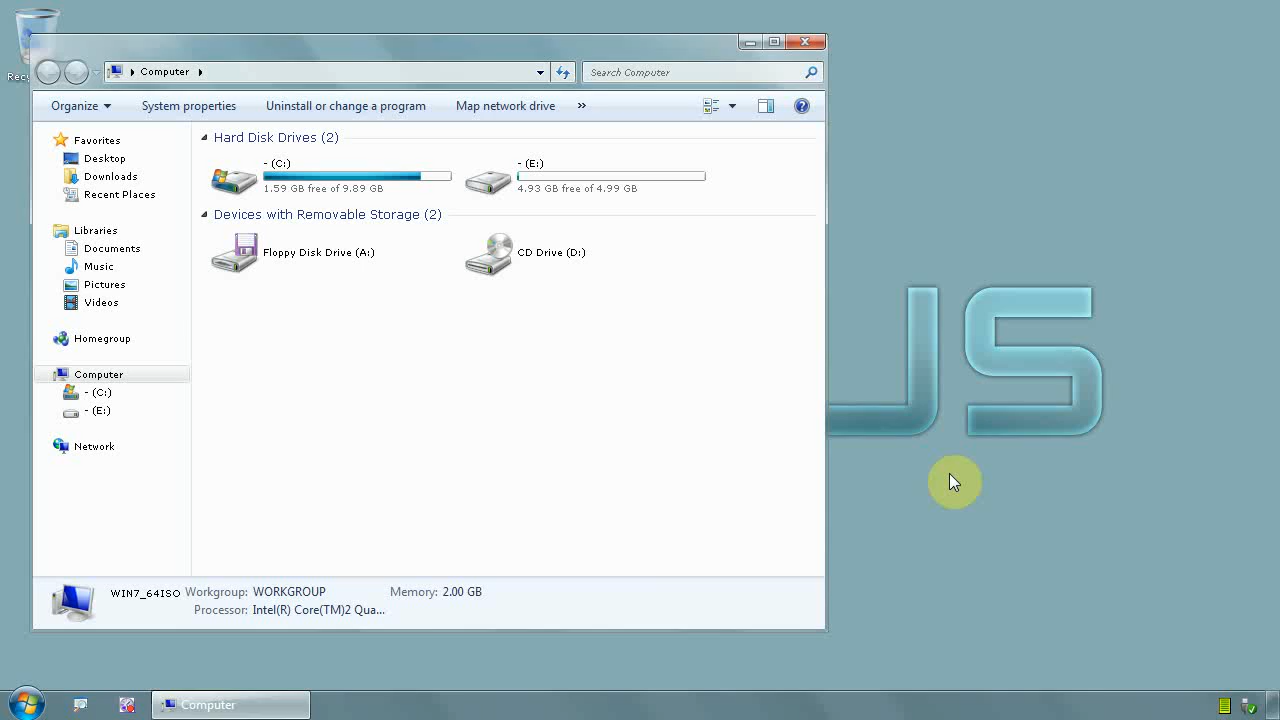 Computer
Search Computer
Organize
System properties
Uninstall or change a program
Map network drive
»
Favorites
Desktop
Downloads
Recent Places
Libraries
Documents
Music
Pictures
Videos
Homegroup
Computer
- (C:)
- (E:)
Network
Hard Disk Drives (2)
- (C:)
1.59 GB free of 9.89 GB
- (E:)
4.93 GB free of 4.99 GB
Devices with Removable Storage (2)
Floppy Disk Drive (A:)
CD Drive (D:)
JS
WIN7_64ISO Workgroup: WORKGROUP Memory: 2.00 GB
Processor: Intel(R) Core(TM)2 Qua...
Computer